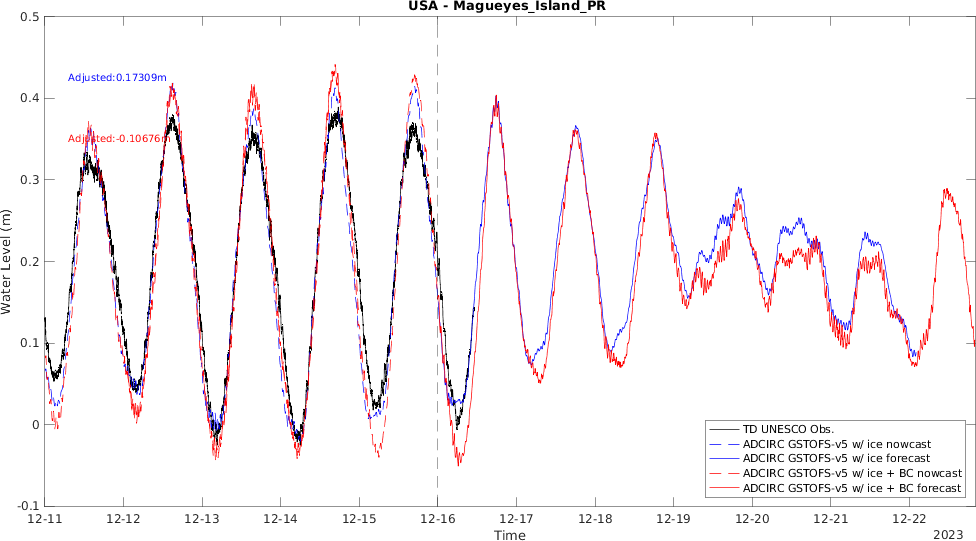 USA - Magueyes_Island_PR
0.5
0.4
0.3
0.2
0.1
0
-0.1
Water Level (m)
Adjusted:0.17309m
Adjusted:-0.10676m
TD UNESCO Obs.
ADCIRC GSTOFS-v5 w/ ice nowcast
ADCIRC GSTOFS-v5 w/ ice forecast
ADCIRC GSTOFS-v5 w/ ice + BC nowcast
ADCIRC GSTOFS-v5 w/ ice + BC forecast
12-11 12-12 12-13 12-14 12-15 12-16 12-17 12-18 12-19 12-20 12-21 12-22
Time
2023